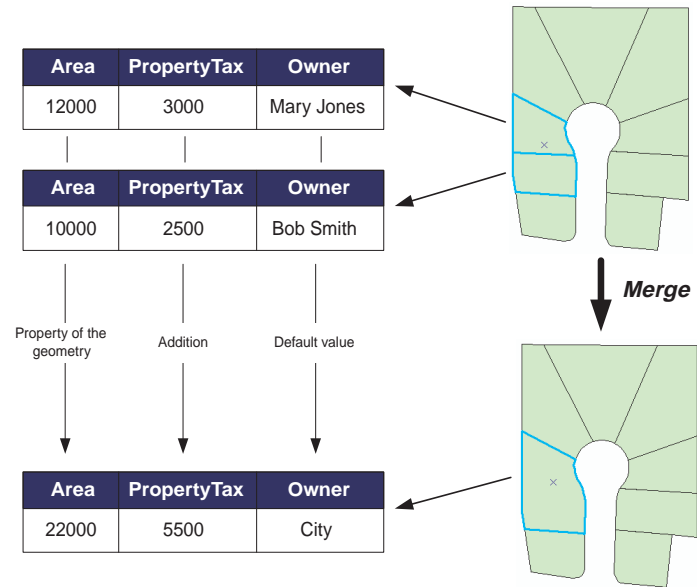 Area PropertyTax Owner
12000 3000 Mary Jones
Area PropertyTax Owner
10000 2500 Bob Smith
Merge
Property of the
geometry
Addition
Default value
Area PropertyTax Owner
22000 5500 City